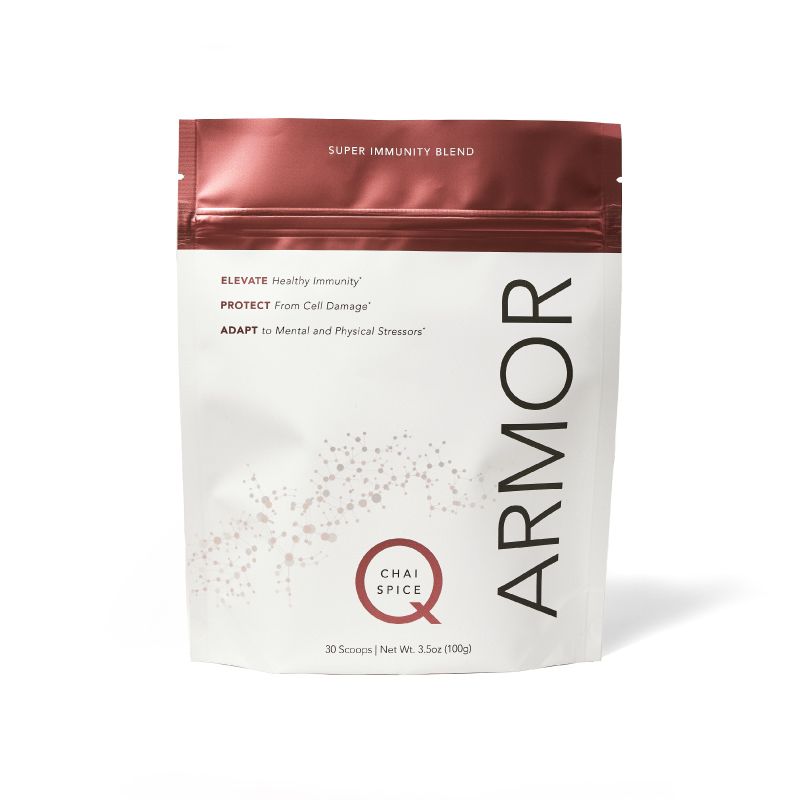 SUPER IMMUNITY BLEND
ELEVATE Healthy Immunity*
PROTECT From Cell Damage*
ADAPT to Mental and Physical Stressors*
ARMOR
Q
CHAI
SPICE
30 Scoops | Net Wt. 3.5oz (100g)